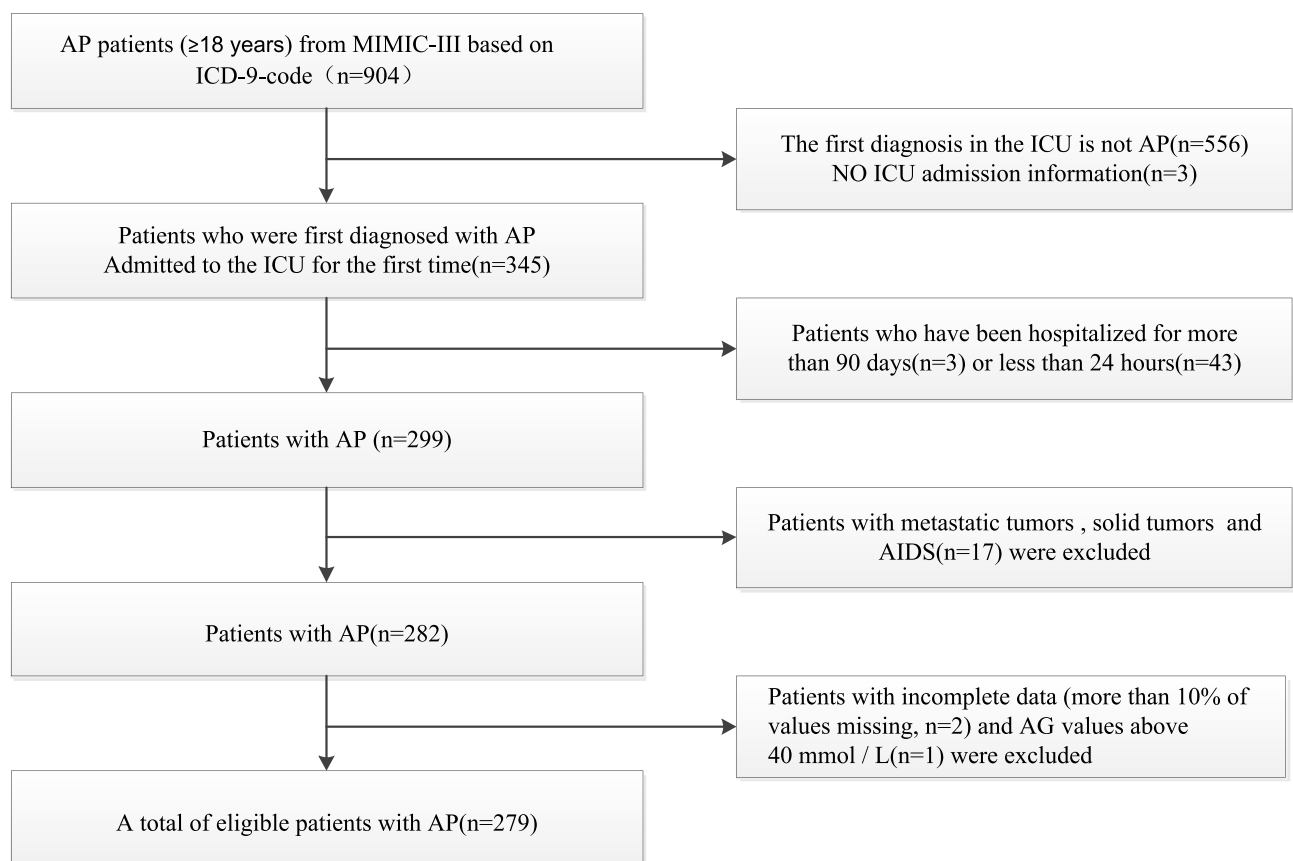 AP patients (≥18 years) from MIMIC-III based on
ICD-9-code（n=904）
The first diagnosis in the ICU is not AP(n=556)
NO ICU admission information(n=3)
Patients who were first diagnosed with AP
Admitted to the ICU for the first time(n=345)
Patients who have been hospitalized for more
than 90 days(n=3) or less than 24 hours(n=43)
Patients with AP (n=299)
Patients with metastatic tumors , solid tumors and
AIDS(n=17) were excluded
Patients with AP(n=282)
Patients with incomplete data (more than 10% of
values missing, n=2) and AG values above
40 mmol / L(n=1) were excluded
A total of eligible patients with AP(n=279)